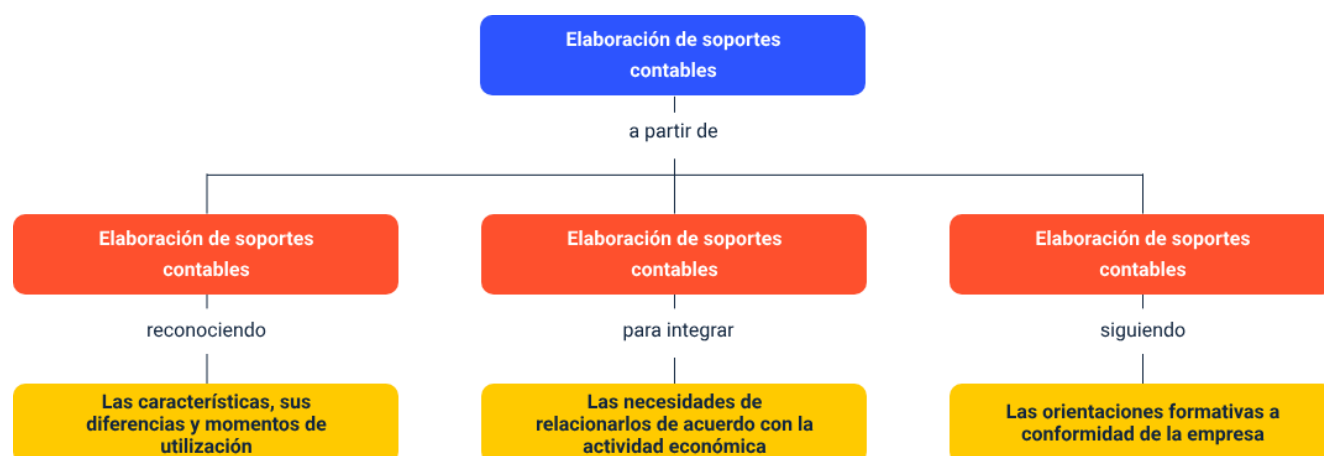 Elaboración de soportes
contables
a partir de
Elaboración de soportes
contables
Elaboración de soportes
contables
Elaboración de soportes
contables
reconociendo
para integrar
siguiendo
Las características, sus
diferencias y momentos de
utilización
Las necesidades de
relacionarlos de acuerdo con la
actividad económica
Las orientaciones formativas a
conformidad de la empresa